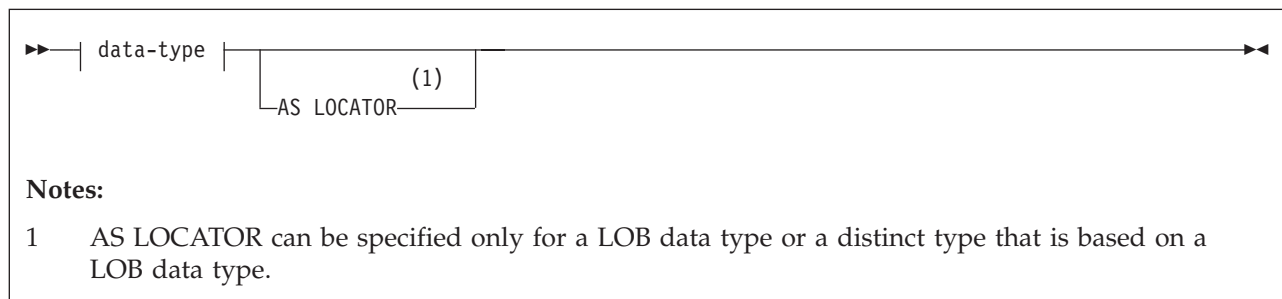 data-type
(1)
AS LOCATOR
Notes:
1 AS LOCATOR can be specified only for a LOB data type or a distinct type that is based on a
LOB data type.